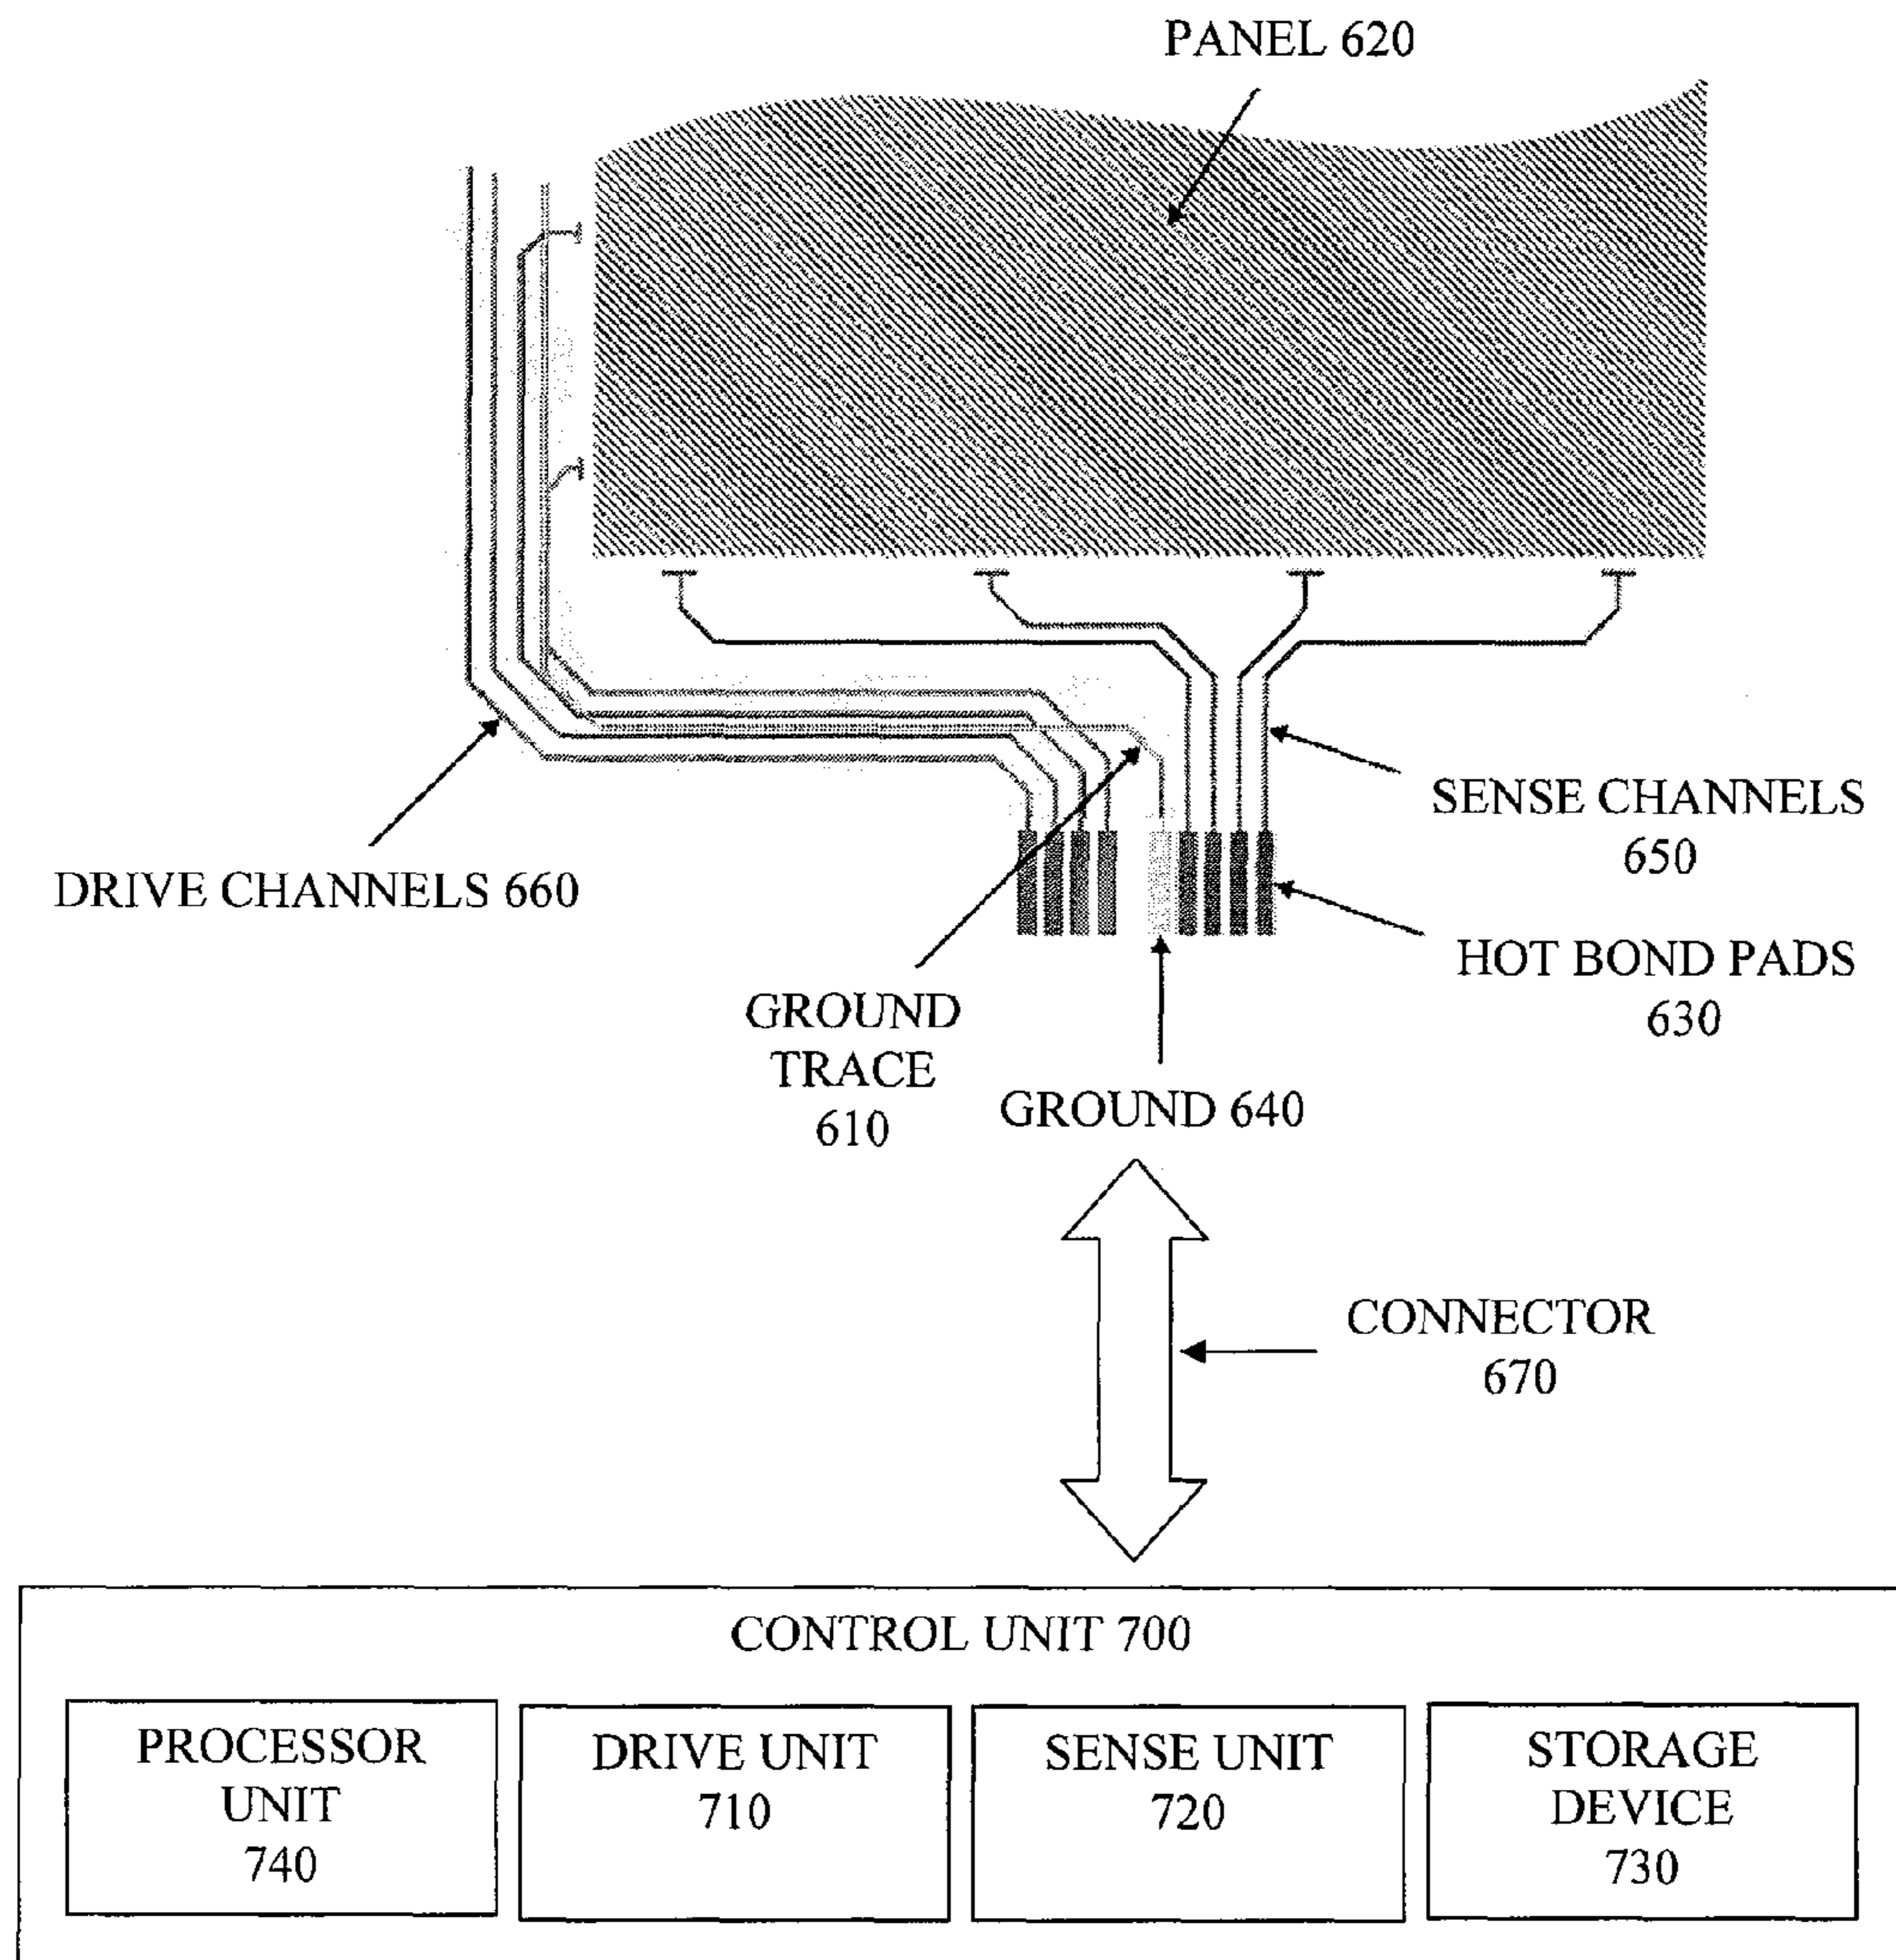 PANEL 620
SENSE CHANNELS
650
DRIVE CHANNELS 660
HOT BOND PADS
630
GROUND
TRACE
610
GROUND 640
CONNECTOR
670
CONTROL UNIT 700
PROCESSOR
UNIT
740
DRIVE UNIT
710
SENSE UNIT
720
STORAGE
DEVICE
730